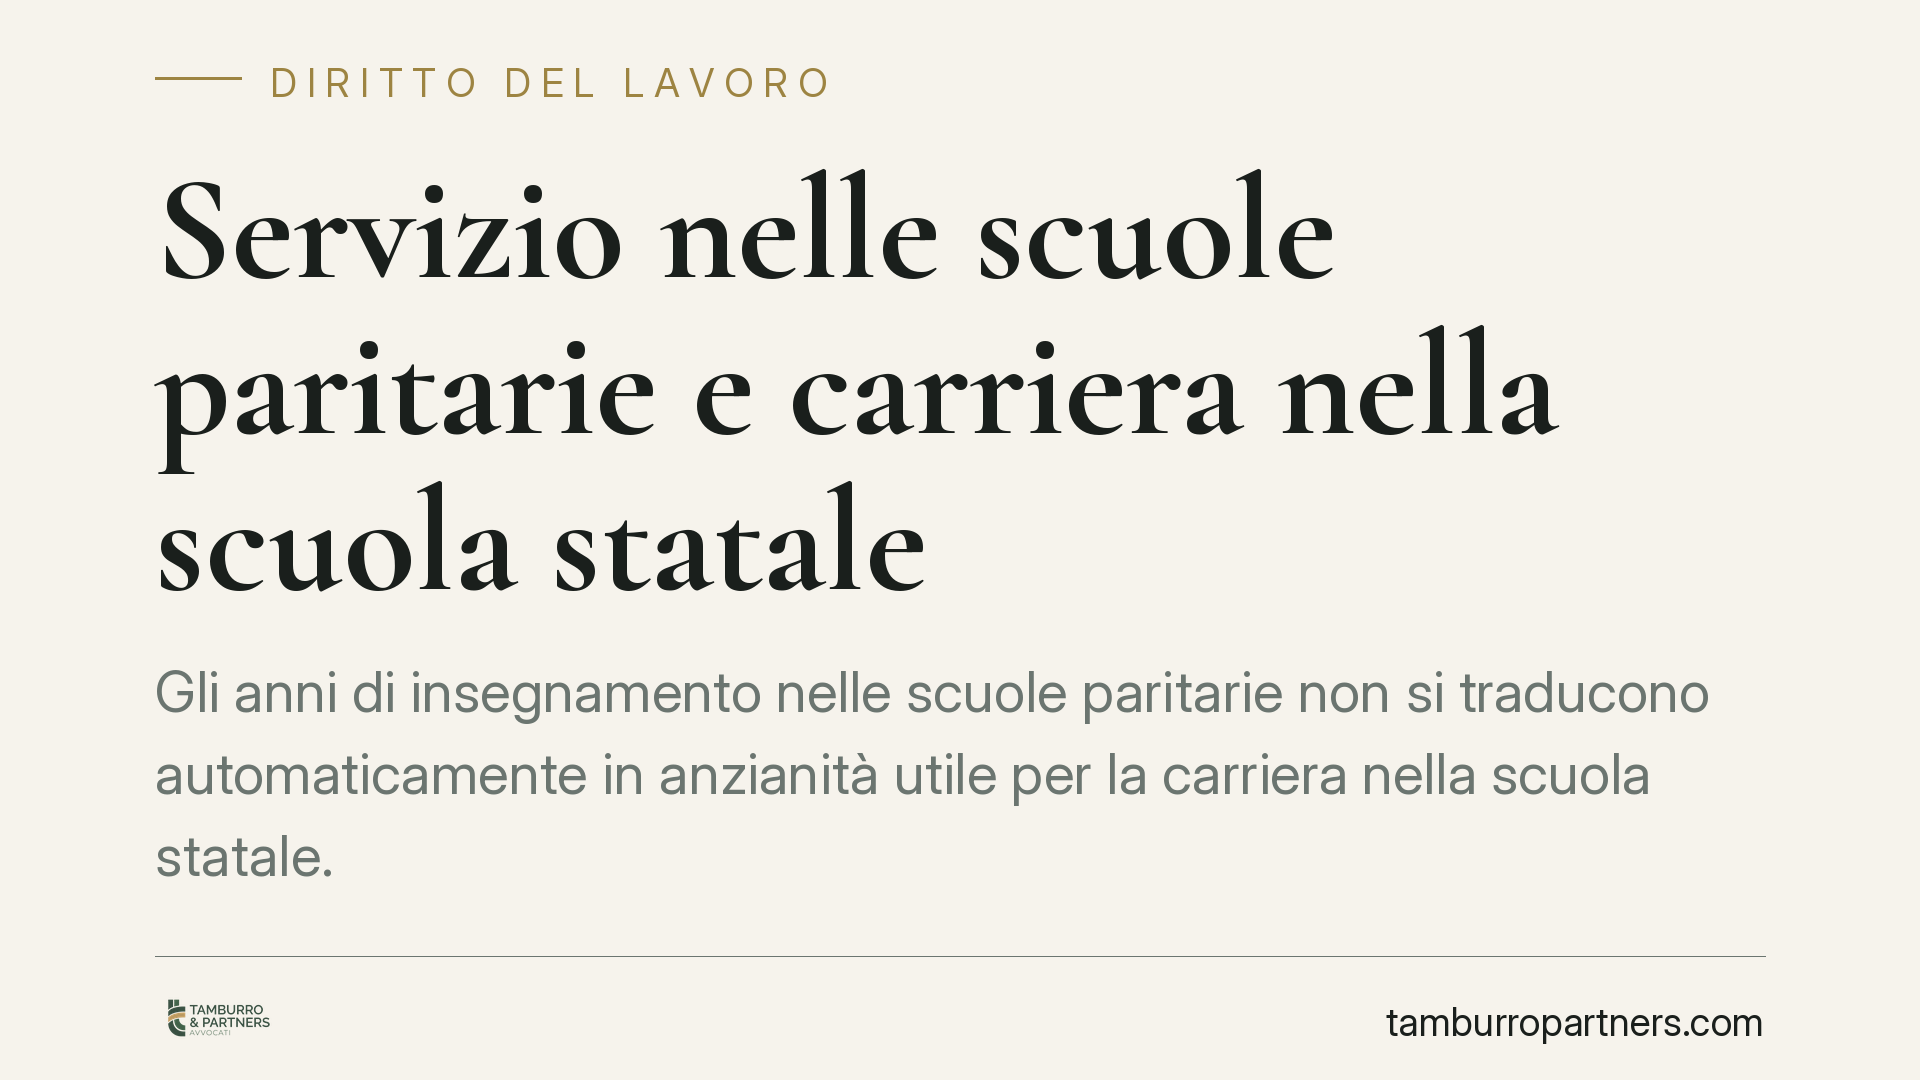 DIRITTO DEL LAVORO
Servizio nelle scuole
paritarie e carriera nella
scuola statale
Gli anni di insegnamento nelle scuole paritarie non si traducono
automaticamente in anzianità utile per la carriera nella scuola
statale.
TAMBURRO
& PARTNERS
AVVOCATI
tamburropartners.com